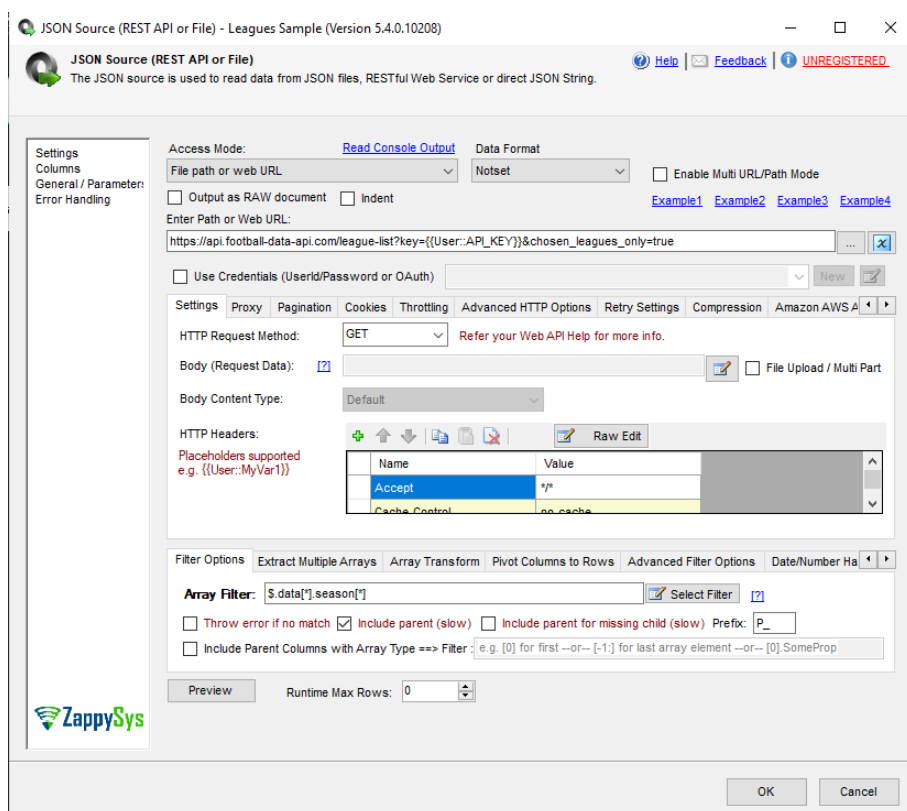 JSON Source (REST API or File) - Leagues Sample (Version 5.4.0.10208)
JSON Source (REST API or File)
The JSON source is used to read data from JSON files, RESTful Web Service or direct JSON String.
Help
Feedback
UNREGISTERED
Settings
Columns
General / Parameters
Error Handling
Access Mode:
Read Console Output
Data Format
File path or web URL
Notset
Enable Multi URL/Path Mode
Output as RAW document
Indent
Example1 Example2 Example3 Example4
Enter Path or Web URL:
https://api.football-data-api.com/league-list?key={{User::API_KEY}}&chosen_leagues_only=true
...
x
Use Credentials (UserId/Password or OAuth)
New
Settings Proxy Pagination Cookies Throttling Advanced HTTP Options Retry Settings Compression Amazon AWS A
HTTP Request Method:
GET
Refer your Web API Help for more info.
Body (Request Data):
[?]
File Upload / Multi Part
Body Content Type:
Default
HTTP Headers:
Raw Edit
Placeholders supported
e.g. {{User::MyVar1}}
Name Value
Accept */*
Cache-Control no-cache
Filter Options Extract Multiple Arrays Array Transform Pivot Columns to Rows Advanced Filter Options Date/Number Ha
Array Filter:
$.data[*].season[*]
Select Filter
[?]
Throw error if no match
Include parent (slow)
Include parent for missing child (slow)
Prefix:
P_
Include Parent Columns with Array Type ==> Filter :
e.g. [0] for first --or-- [-1:] for last array element --or-- [0].SomeProp
Preview
Runtime Max Rows:
0
ZappySys
OK
Cancel